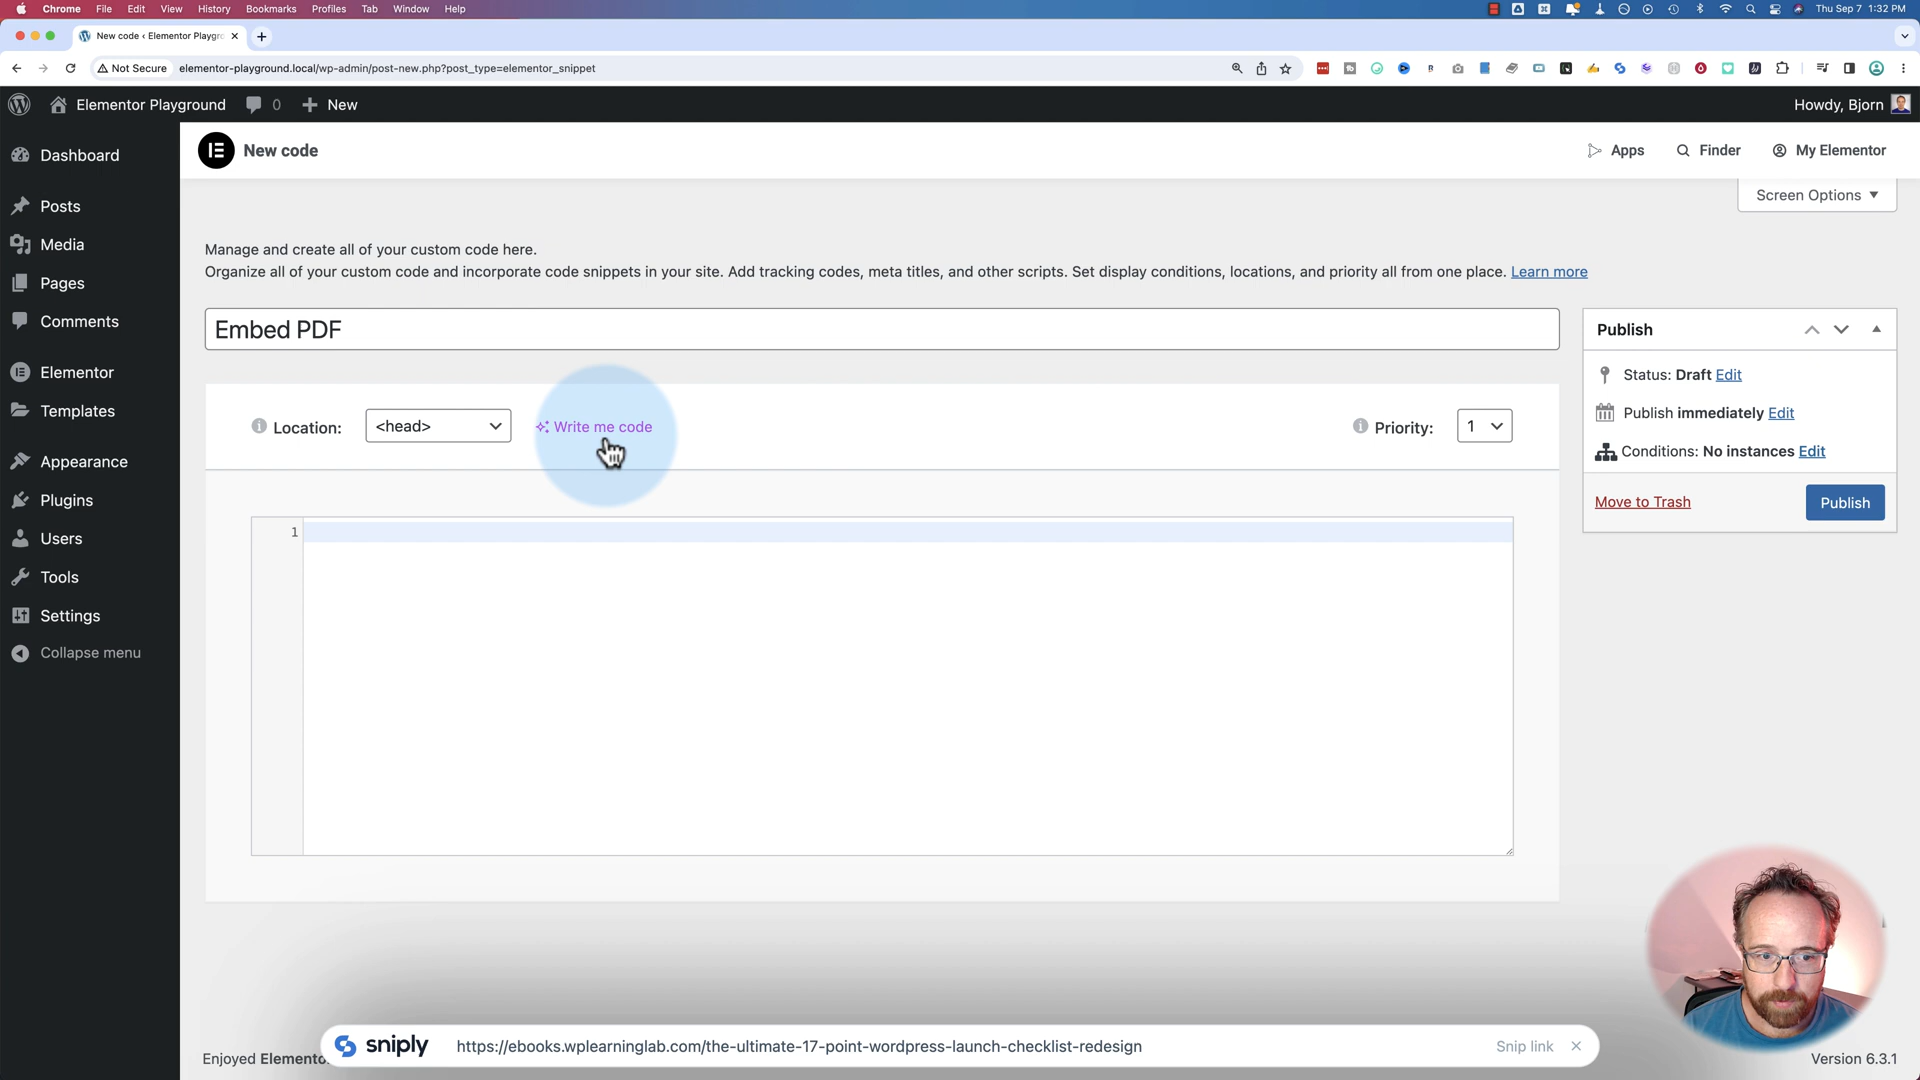 Chrome File Edit View History Bookmarks Profiles Tab Window Help Thu Sep 7 1:32 PM
New code ‹ Elementor Playgro
Not Secure elementor-playground.local/wp-admin/post-new.php?post_type=elementor_snippet
Elementor Playground 0 New Howdy, Bjorn
Dashboard
Posts
Media
Pages
Comments
Elementor
Templates
Appearance
Plugins
Users
Tools
Settings
Collapse menu
New code
Apps Finder My Elementor
Screen Options
Manage and create all of your custom code here.
Organize all of your custom code and incorporate code snippets in your site. Add tracking codes, meta titles, and other scripts. Set display conditions, locations, and priority all from one place. Learn more
Embed PDF
Location: <head> Write me code Priority: 1
1
Publish
Status: Draft Edit
Publish immediately Edit
Conditions: No instances Edit
Move to Trash Publish
sniply https://ebooks.wplearninglab.com/the-ultimate-17-point-wordpress-launch-checklist-redesign Snip link
Enjoyed Elemento
Version 6.3.1